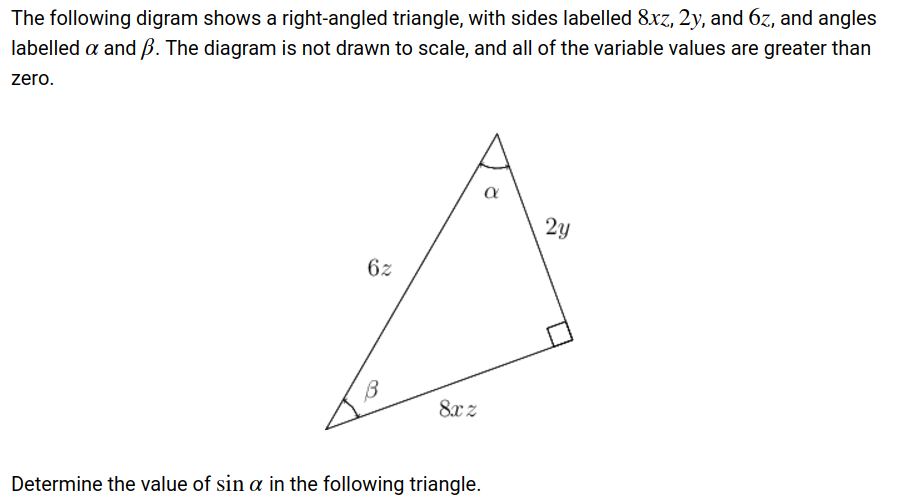 The following digram shows a right-angled triangle, with sides labelled 8xz, 2y, and 6z, and angles
labelled α and β. The diagram is not drawn to scale, and all of the variable values are greater than
zero.
α
2y
6z
β
8xz
Determine the value of sin α in the following triangle.